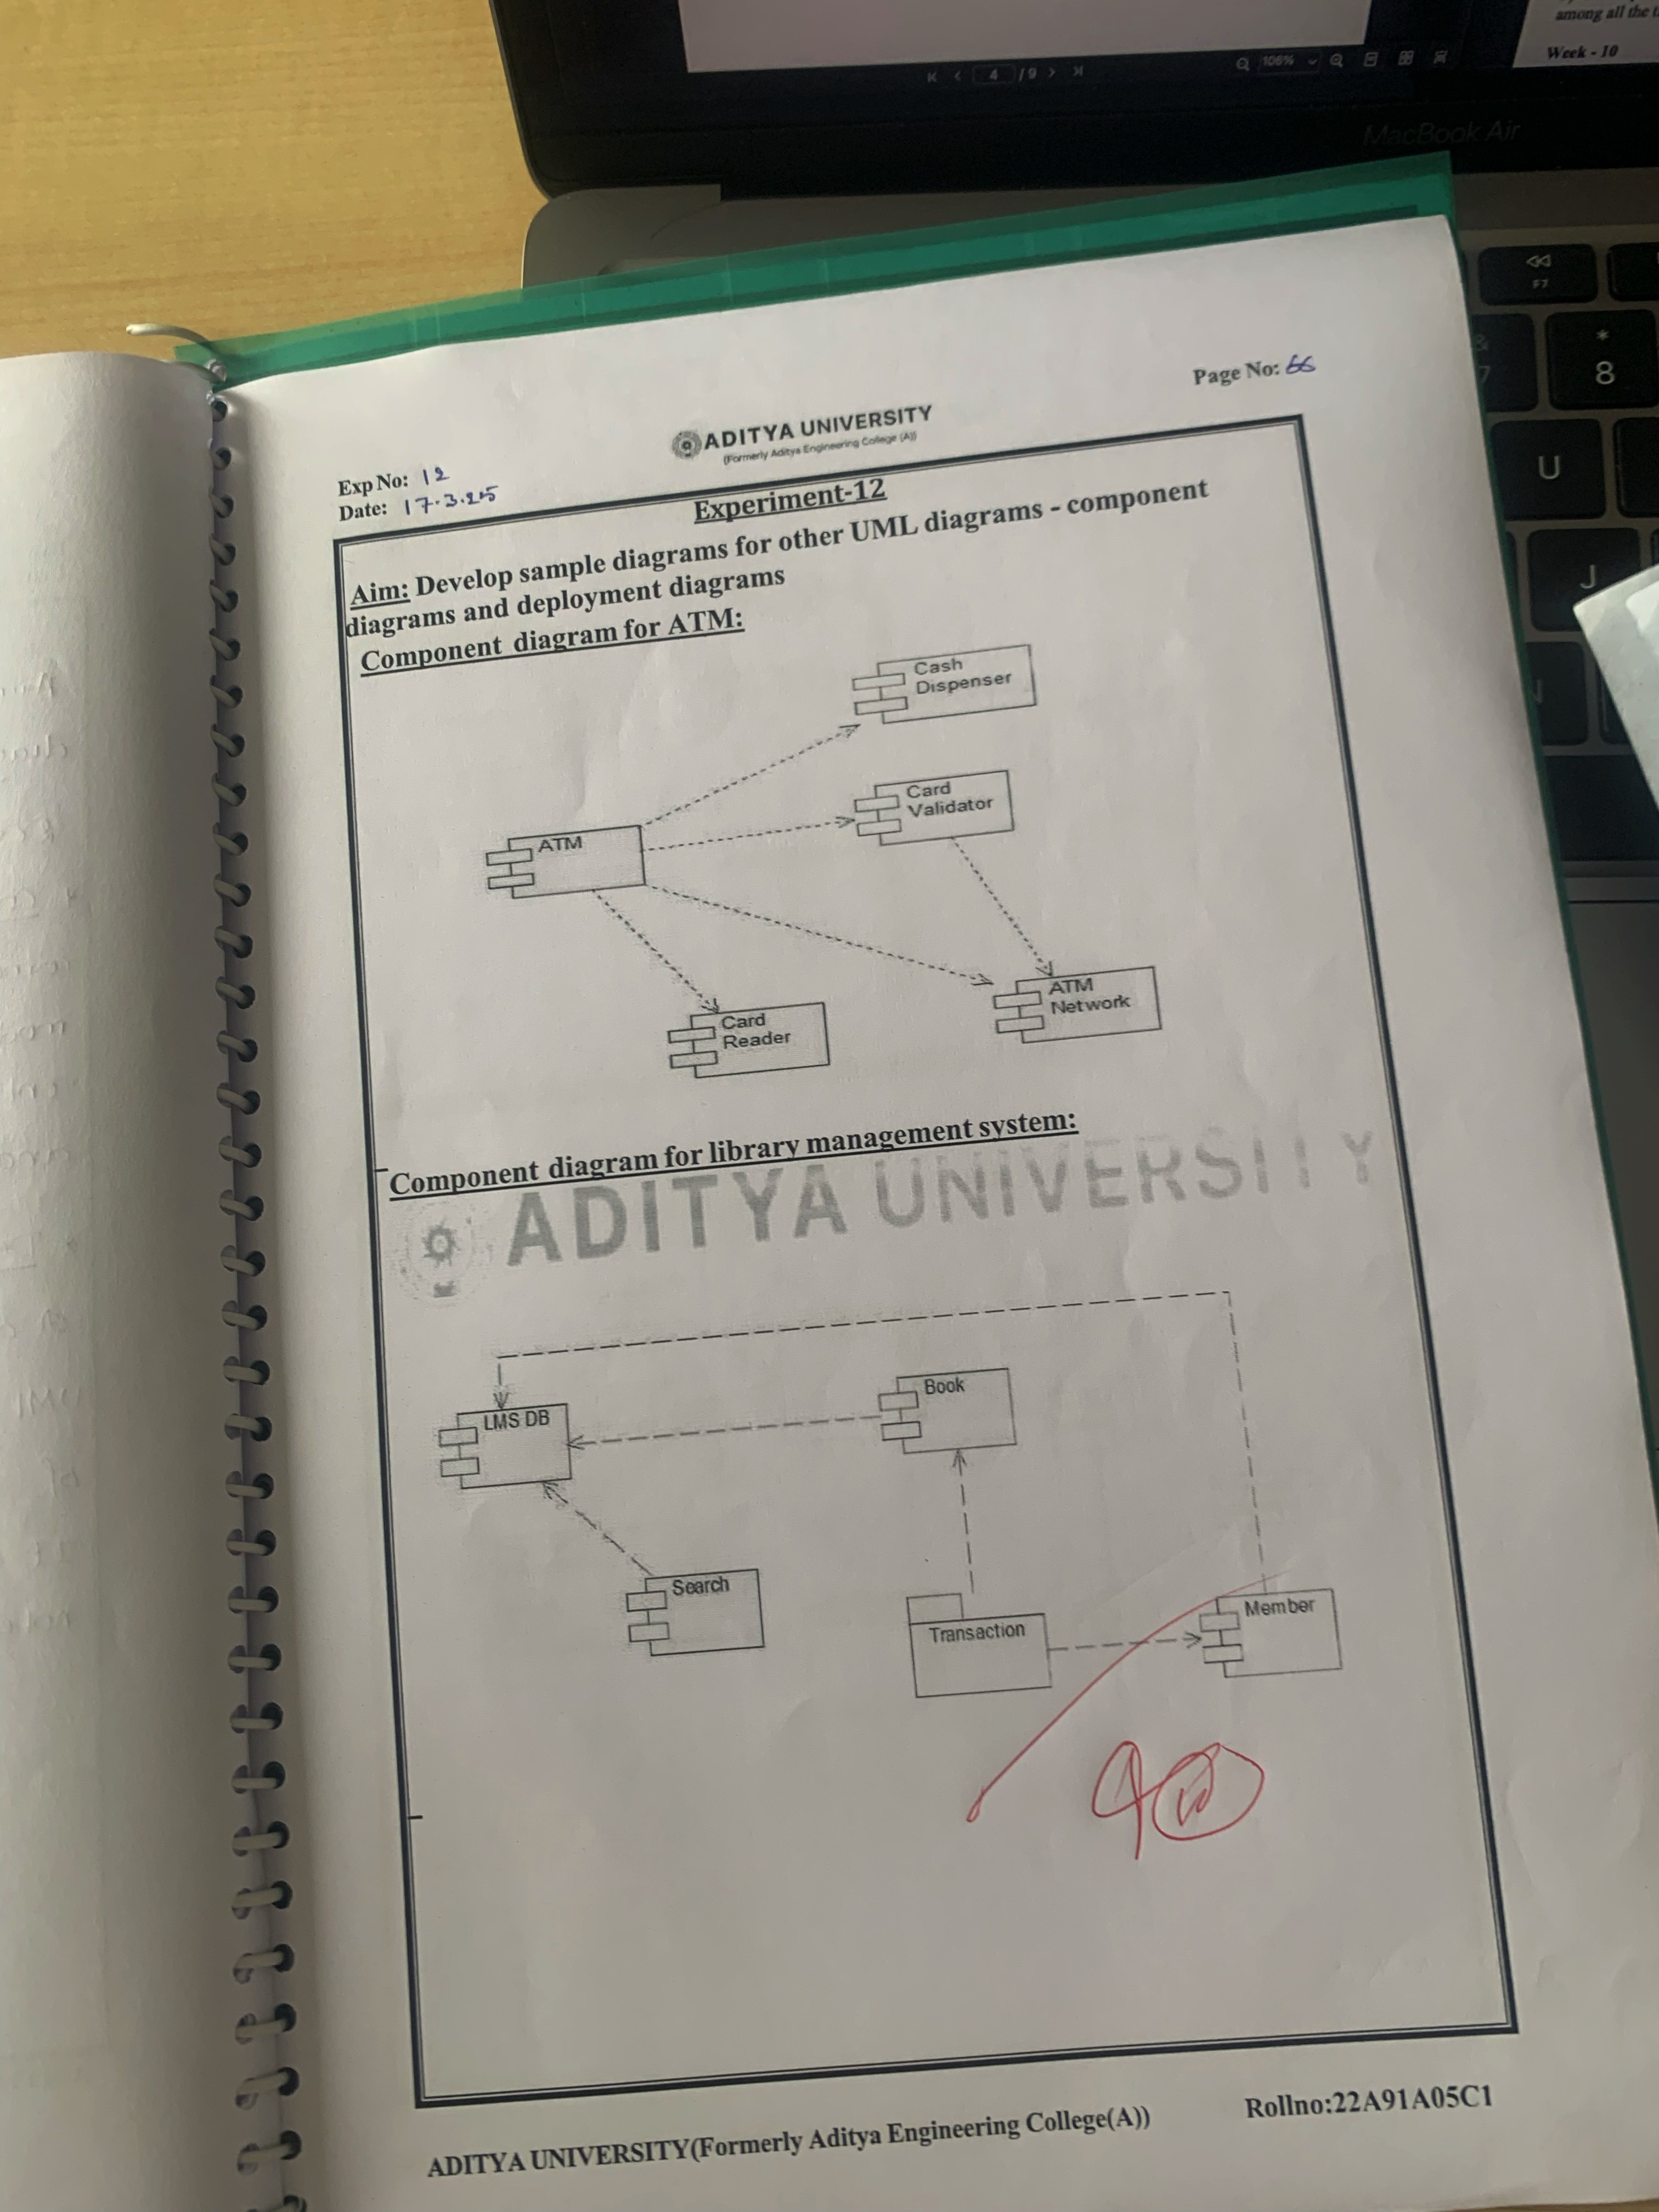 among all the
Week - 10
4 / 9
106%
MacBook Air
F7
*
8
U
J
Page No: 66
ADITYA UNIVERSITY
(Formerly Aditya Engineering College (A))
Exp No: 12
Date: 17.3.25
Experiment-12
Aim: Develop sample diagrams for other UML diagrams - component
diagrams and deployment diagrams
Component diagram for ATM:
Cash
Dispenser
Card
Validator
ATM
ATM
Network
Card
Reader
Component diagram for library management system:
ADITYA UNIVERSITY
Book
LMS DB
Search
Transaction
Member
ADITYA UNIVERSITY(Formerly Aditya Engineering College(A))
Rollno:22A91A05C1